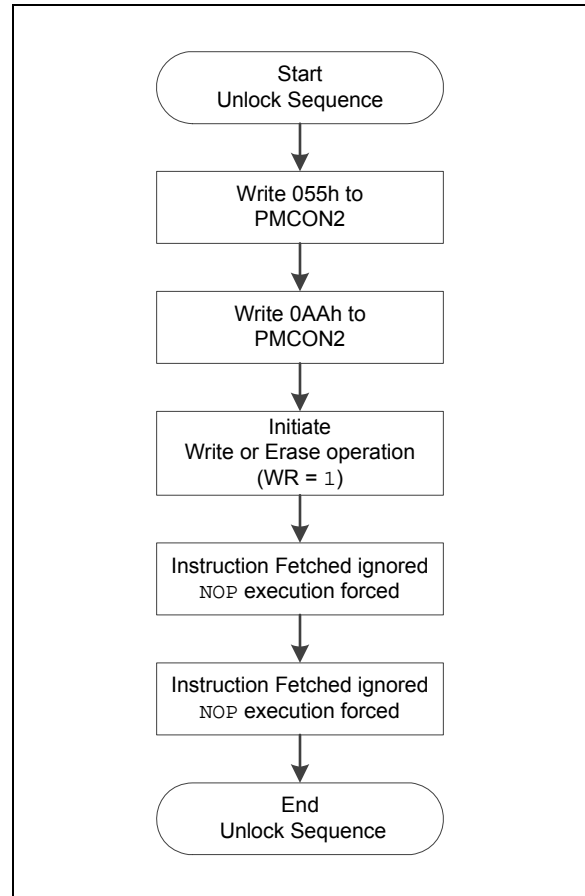 Start
Unlock Sequence
Write 055h to
PMCON2
Write 0AAh to
PMCON2
Initiate
Write or Erase operation
(WR = 1)
Instruction Fetched ignored
NOP execution forced
Instruction Fetched ignored
NOP execution forced
End
Unlock Sequence